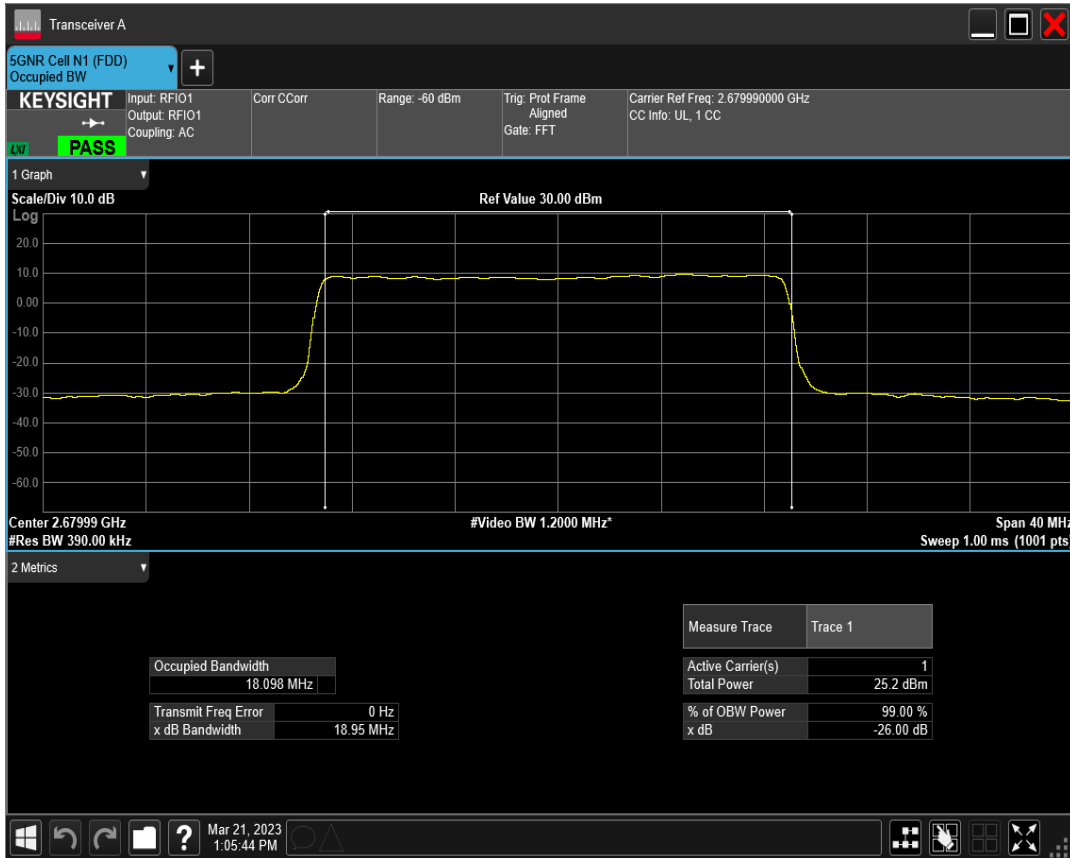 Transceiver A
5GNR Cell N1 (FDD)
Occupied BW
+
KEYSIGHT
LXI
PASS
Input: RFIO1
Output: RFIO1
Coupling: AC
Corr CCorr
Range: -60 dBm
Trig: Prot Frame
Aligned
Gate: FFT
Carrier Ref Freq: 2.679990000 GHz
CC Info: UL, 1 CC
1 Graph
Scale/Div 10.0 dB
Ref Value 30.00 dBm
Log
20.0
10.0
0.00
-10.0
-20.0
-30.0
-40.0
-50.0
-60.0
Center 2.67999 GHz
#Video BW 1.2000 MHz*
Span 40 MHz
#Res BW 390.00 kHz
Sweep 1.00 ms (1001 pts)
2 Metrics
Measure Trace Trace 1
Occupied Bandwidth
18.098 MHz
Active Carrier(s) 1
Total Power 25.2 dBm
Transmit Freq Error 0 Hz
x dB Bandwidth 18.95 MHz
% of OBW Power 99.00 %
x dB -26.00 dB
?
Mar 21, 2023
1:05:44 PM